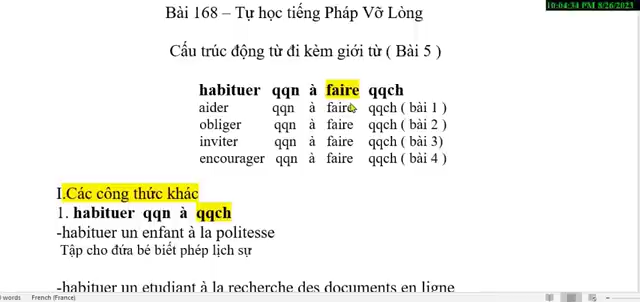 10:04:34 PM 8/26/2023
Bài 168 – Tự học tiếng Pháp Vỡ Lòng
Cấu trúc động từ đi kèm giới từ ( Bài 5 )
habituer qqn à faire qqch
aider qqn à faire qqch ( bài 1 )
obliger qqn à faire qqch ( bài 2 )
inviter qqn à faire qqch ( bài 3)
encourager qqn à faire qqch ( bài 4 )
I.Các công thức khác
1. habituer qqn à qqch
-habituer un enfant à la politesse
Tập cho đứa bé biết phép lịch sự
-habituer un etudiant à la recherche des documents en ligne
words French (France)